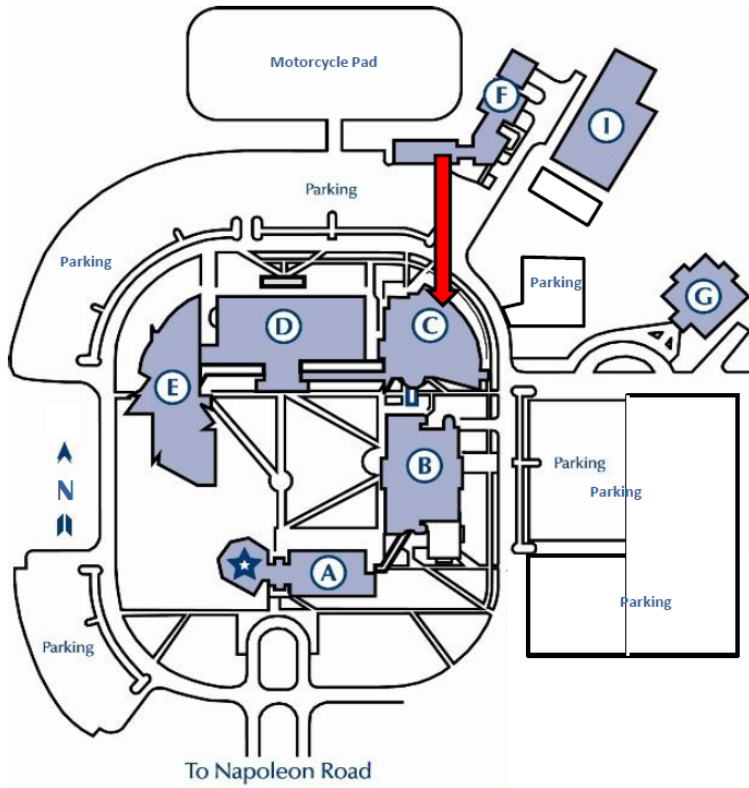 Motorcycle Pad
F
I
Parking
Parking
Parking
G
D
C
E
B
N
Parking
Parking
A
Parking
Parking
To Napoleon Road